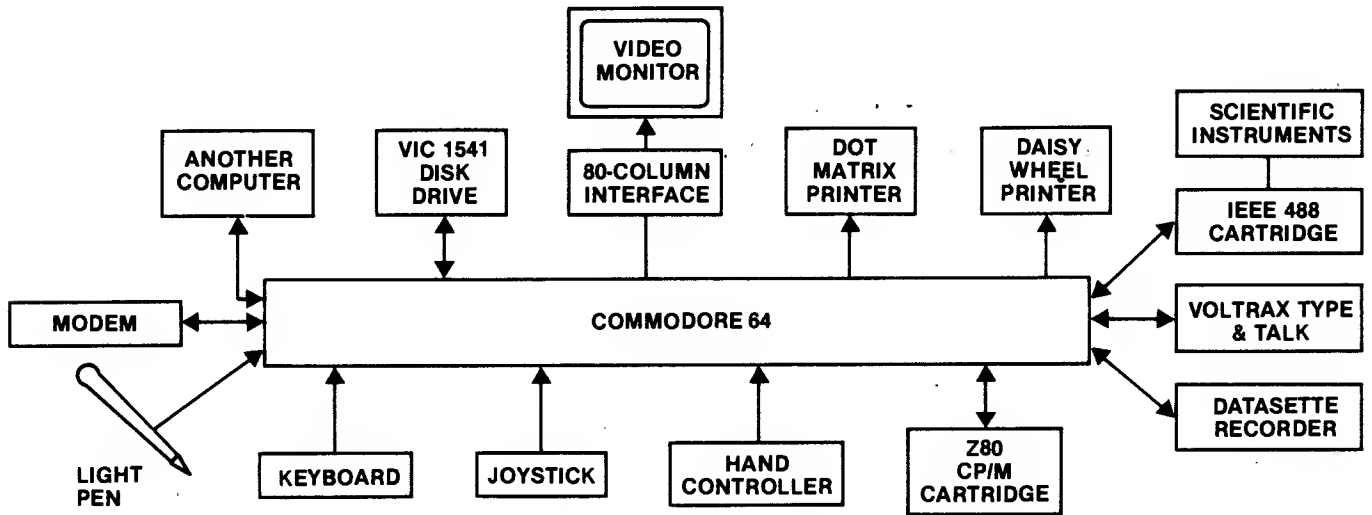 VIDEO
MONITOR
ANOTHER
COMPUTER
VIC 1541
DISK
DRIVE
80-COLUMN
INTERFACE
DOT
MATRIX
PRINTER
DAISY
WHEEL
PRINTER
SCIENTIFIC
INSTRUMENTS
IEEE 488
CARTRIDGE
MODEM
COMMODORE 64
VOLTRAX TYPE
& TALK
DATASETTE
RECORDER
LIGHT
PEN
KEYBOARD
JOYSTICK
HAND
CONTROLLER
Z80
CP/M
CARTRIDGE